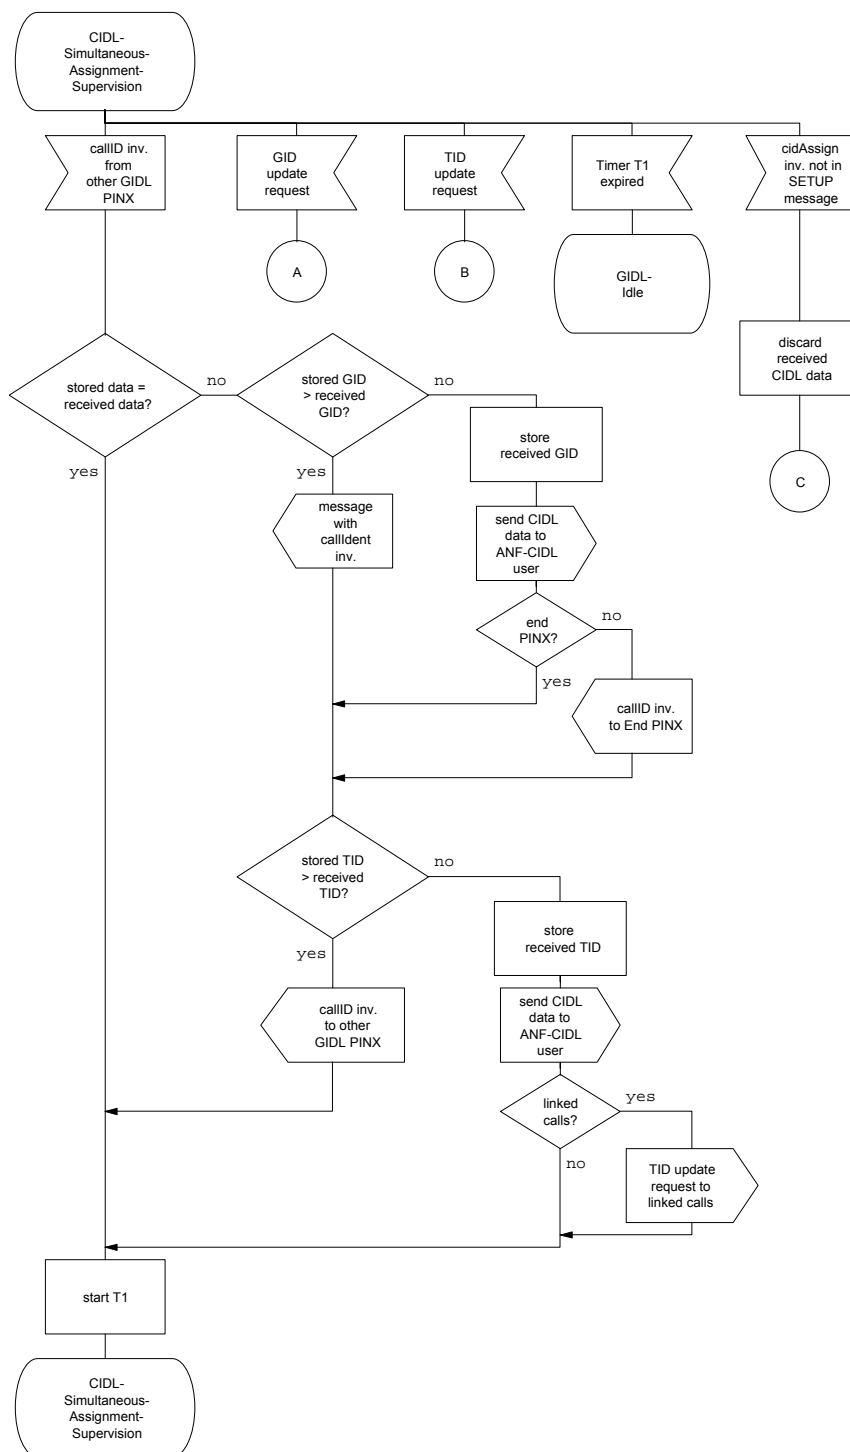 CIDL-
Simultaneous-
Assignment-
Supervision
callID inv.
from
other GIDL
PINX
GID
update
request
TID
update
request
Timer T1
expired
cidAssign
inv. not in
SETUP
message
A
B
GIDL-
Idle
discard
received
CIDL data
C
stored data =
received data?
no
yes
stored GID
> received
GID?
no
yes
store
received GID
message
with
callIdent
inv.
send CIDL
data to
ANF-CIDL
user
end
PINX?
no
yes
callID inv.
to End PINX
stored TID
> received
TID?
no
yes
store
received TID
callID inv.
to other
GIDL PINX
send CIDL
data to
ANF-CIDL
user
linked
calls?
yes
no
TID update
request to
linked calls
start T1
CIDL-
Simultaneous-
Assignment-
Supervision